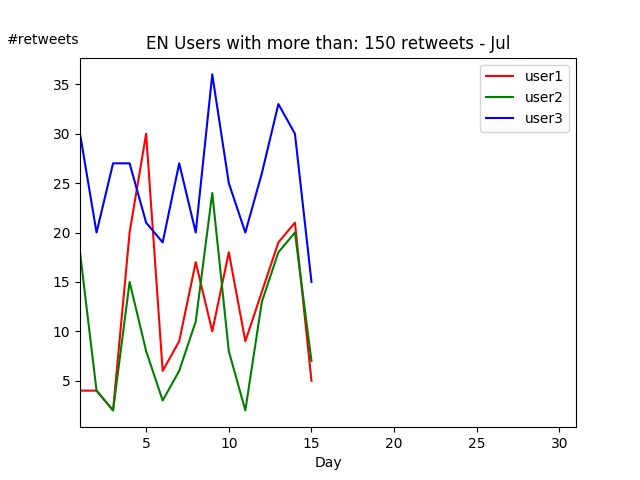 #retweets
EN Users with more than: 150 retweets - Jul
user1
user2
user3
35
30
25
20
15
10
5
5 10 15 20 25 30
Day